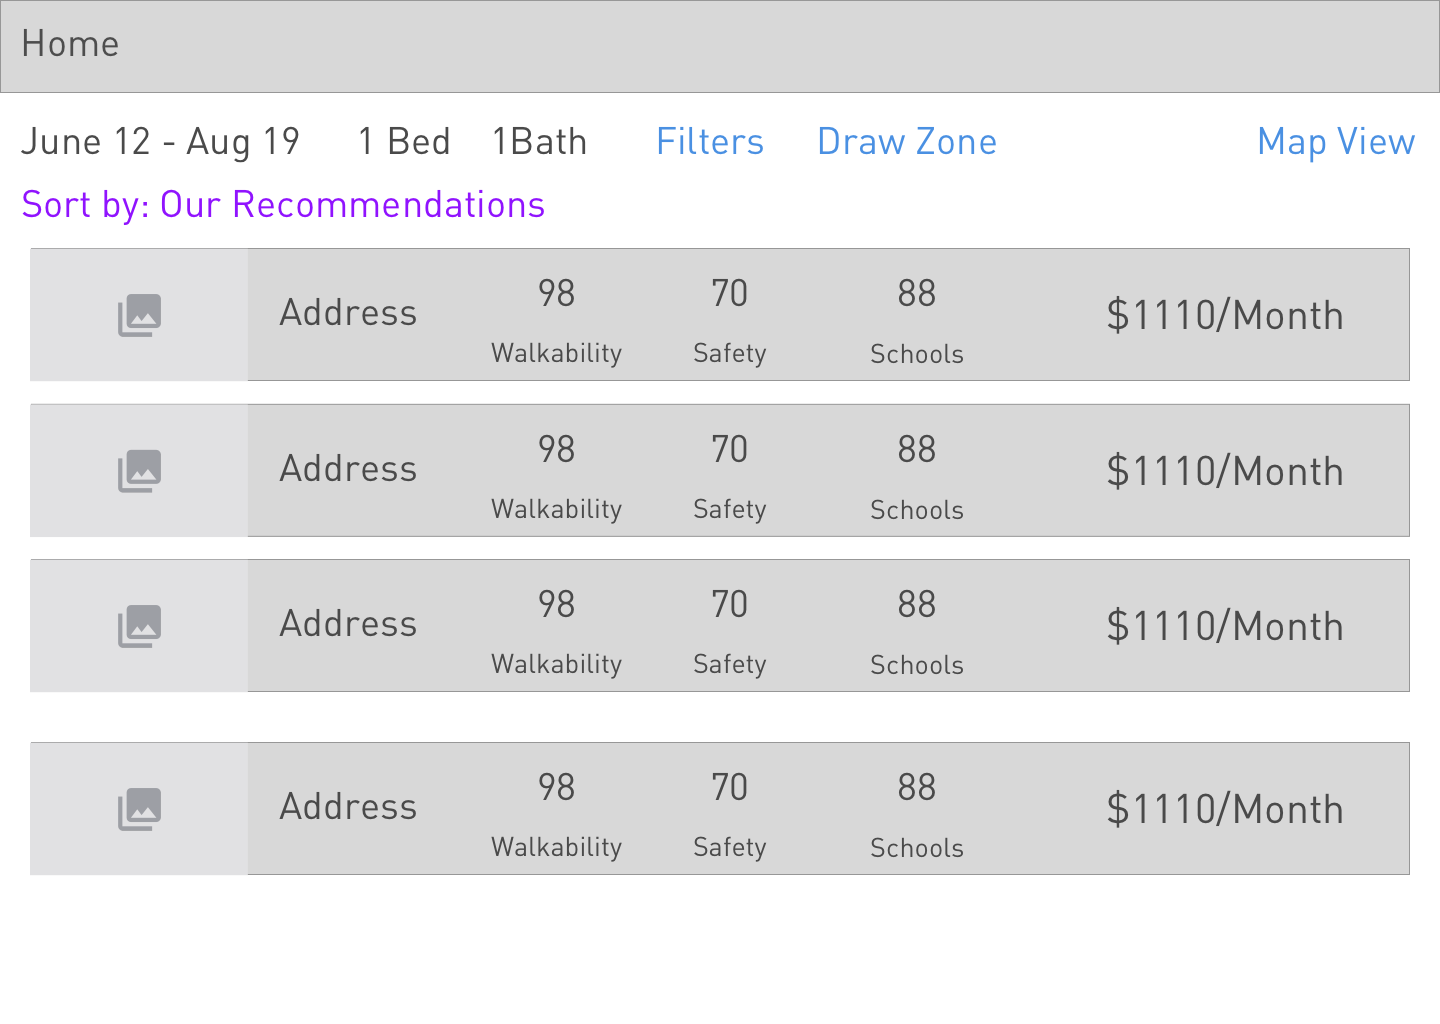 Home
June 12 - Aug 19 1 Bed 1Bath Filters Draw Zone Map View
Sort by: Our Recommendations
Address 98 Walkability 70 Safety 88 Schools $1110/Month
Address 98 Walkability 70 Safety 88 Schools $1110/Month
Address 98 Walkability 70 Safety 88 Schools $1110/Month
Address 98 Walkability 70 Safety 88 Schools $1110/Month